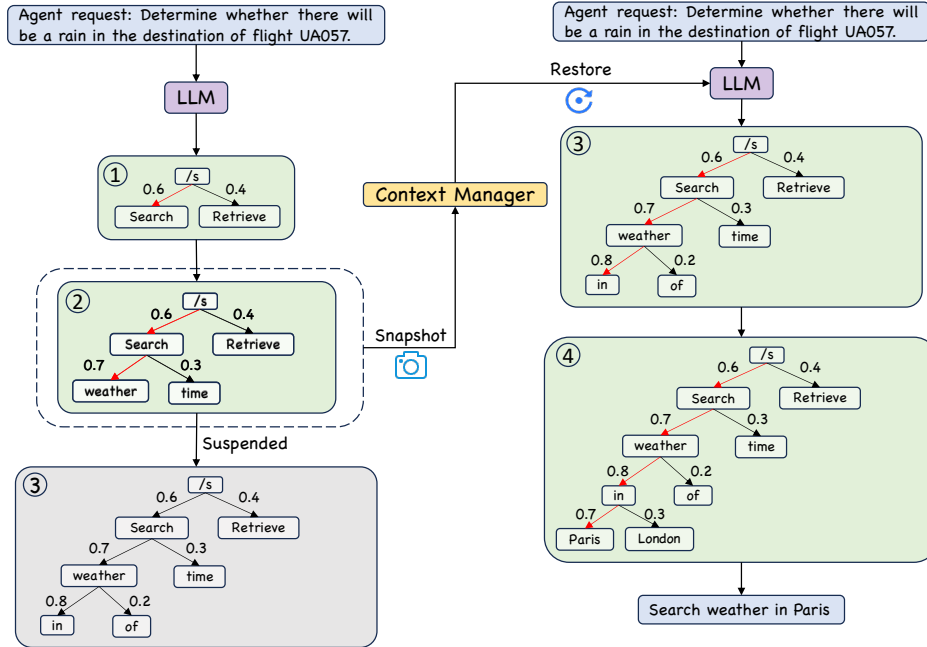 Agent request: Determine whether there will
be a rain in the destination of flight UA057.
LLM
①
/s
0.6
0.4
Search
Retrieve
②
/s
0.6
0.4
Search
Retrieve
0.7
0.3
weather
time
Suspended
③
/s
0.6
0.4
Search
Retrieve
0.7
0.3
weather
time
0.8
0.2
in
of
Snapshot
Context Manager
Restore
Agent request: Determine whether there will
be a rain in the destination of flight UA057.
LLM
③
/s
0.6
0.4
Search
Retrieve
0.7
0.3
weather
time
0.8
0.2
in
of
④
/s
0.6
0.4
Search
Retrieve
0.7
0.3
weather
time
0.8
0.2
in
of
0.7
0.3
Paris
London
Search weather in Paris